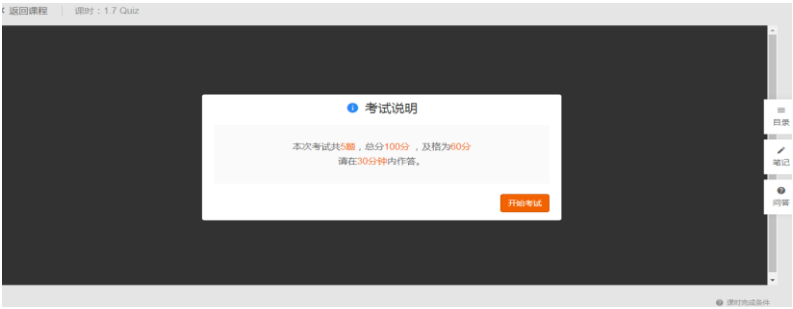 返回课程 课时：1.7 Quiz
考试说明
本次考试共5题，总分100分，及格为60分
请在30分钟内作答。
开始考试
目录
笔记
问答
课时完成条件